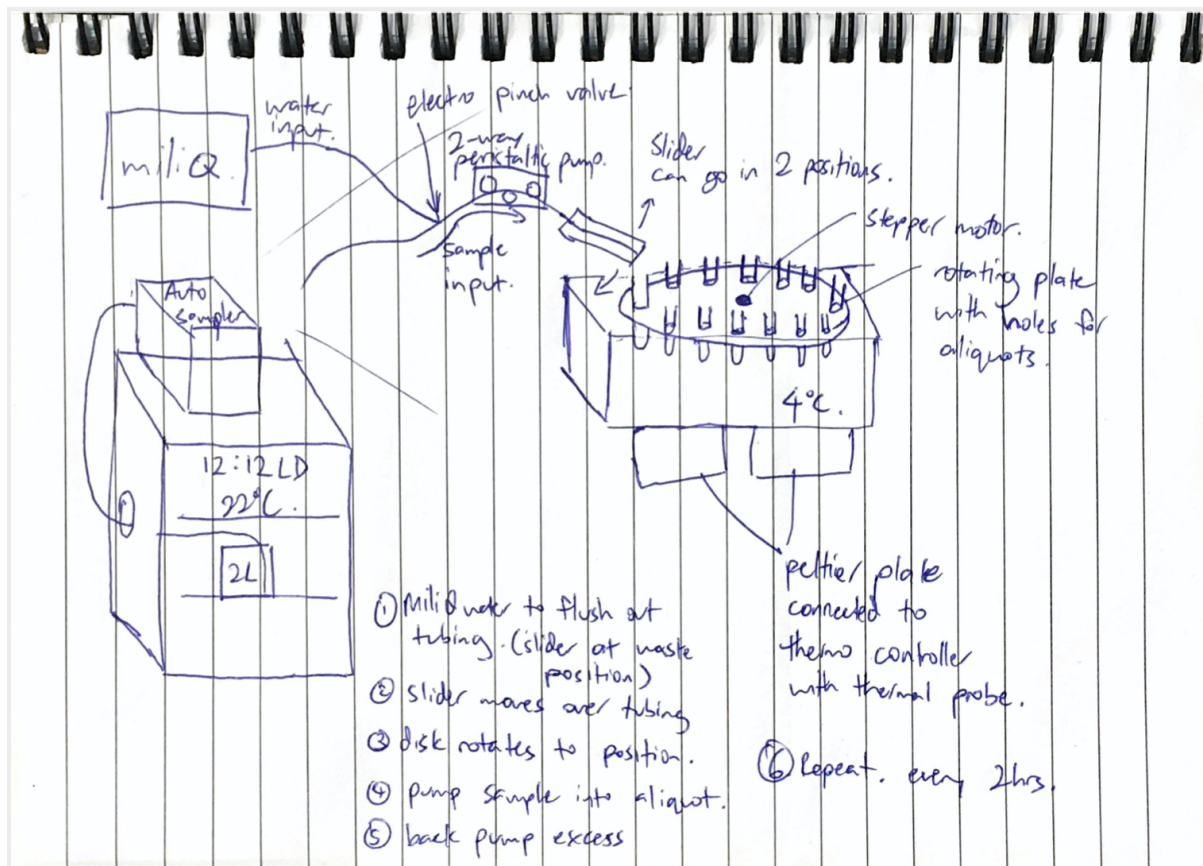 water
input.
miliQ.
electro pinch valve.
2-way
peristaltic pump.
sample
input.
Slider
can go in 2 positions.
stepper motor.
rotating plate
with holes for
aliquots.
Auto
sampler
12:12 LD
22°C.
2L
4°C.
peltier plate
connected to
thermo controller
with thermal probe.
① MiliQ water to flush out
tubing. (slider at waste
position)
② slider moves over tubing
③ disk rotates to position.
④ pump sample into aliquot.
⑤ back pump excess
⑥ Repeat. every 2hrs.